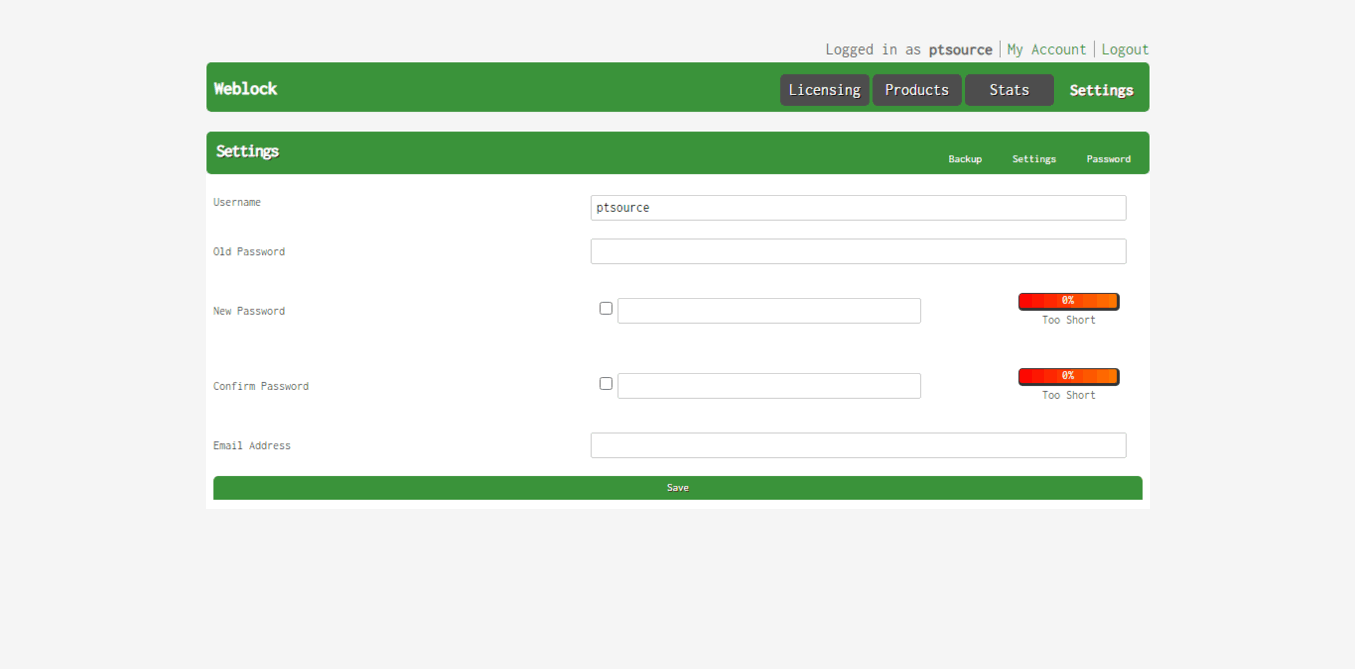 Logged in as ptsource | My Account | Logout
Weblock Licensing Products Stats Settings
Settings Backup Settings Password
Username ptsource
Old Password
New Password 0%
Too Short
Confirm Password 0%
Too Short
Email Address
Save